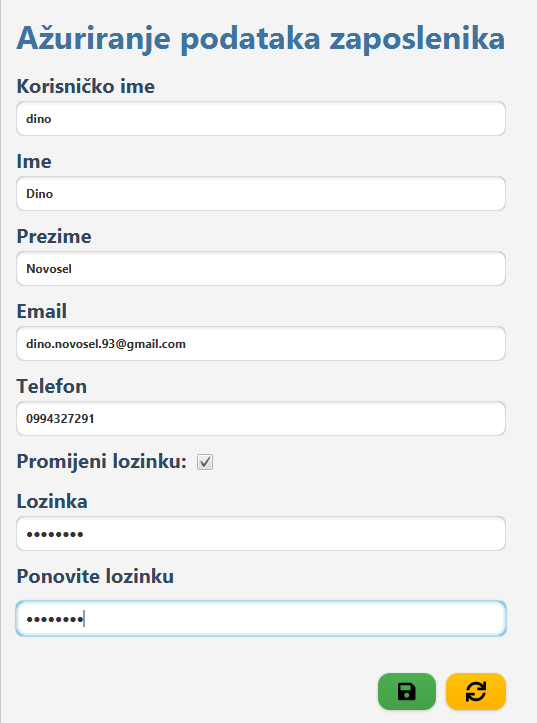 Ažuriranje podataka zaposlenika
Korisničko ime
dino
Ime
Dino
Prezime
Novosel
Email
dino.novosel.93@gmail.com
Telefon
0994327291
Promijeni lozinku:
Lozinka
••••••••
Ponovite lozinku
••••••••